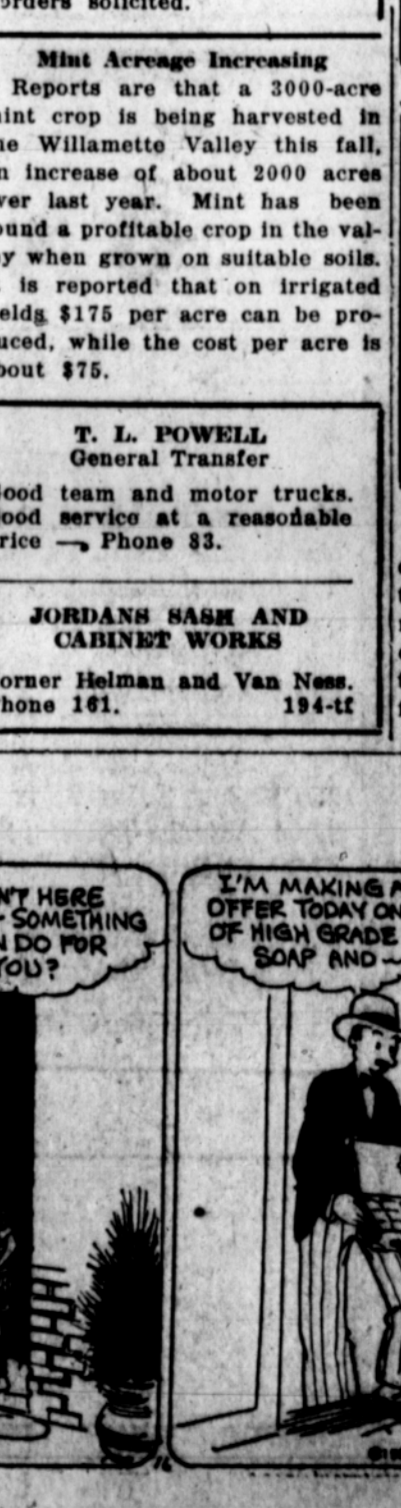 orders solicited.
Mint Acreage Increasing
Reports are that a 3000-acre
int crop is being harvested in
e Willamette Valley this fall,
n increase of about 2000 acres
ver last year. Mint has been
ound a profitable crop in the val-
y when grown on suitable soils.
is reported that on irrigated
elds $175 per acre can be pro-
uced, while the cost per acre is
bout $75.
T. L. POWELL
General Transfer
ood team and motor trucks.
ood service at a reasonable
rice — Phone 83.
JORDANS SASH AND
CABINET WORKS
orner Helman and Van Ness.
hone 161. 194-tf
N'T HERE
SOMETHING
N DO FOR
YOU?
I'M MAKING A
OFFER TODAY ON
OF HIGH GRADE
SOAP AND —